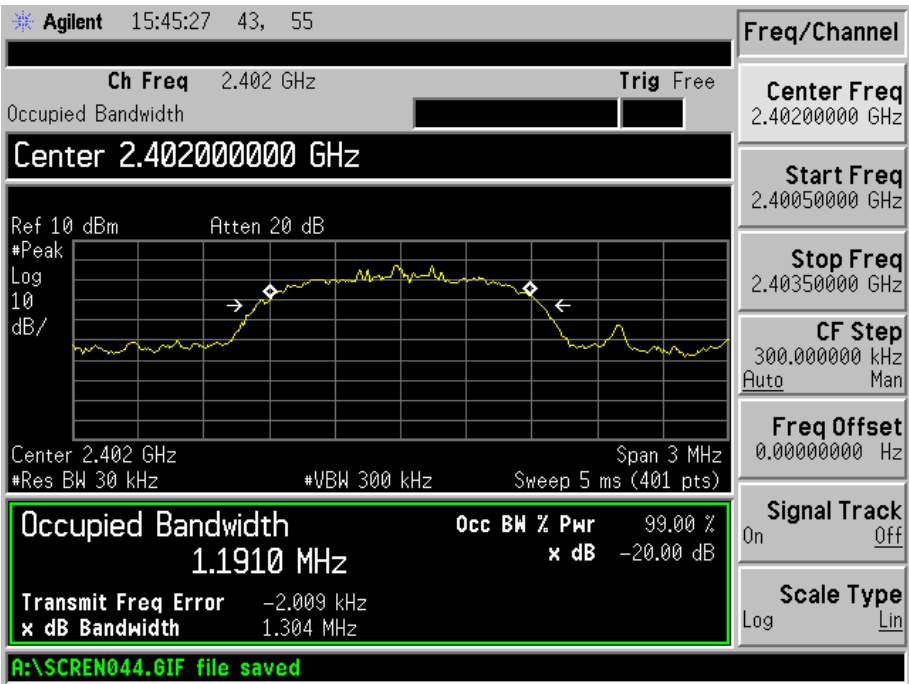 Agilent 15:45:27 43, 55
Ch Freq 2.402 GHz Trig Free
Occupied Bandwidth
Center 2.402000000 GHz
Ref 10 dBm Atten 20 dB
#Peak
Log
10
dB/
Center 2.402 GHz Span 3 MHz
#Res BW 30 kHz #VBW 300 kHz Sweep 5 ms (401 pts)
Occupied Bandwidth Occ BW % Pwr 99.00 %
1.1910 MHz x dB -20.00 dB
Transmit Freq Error -2.009 kHz
x dB Bandwidth 1.304 MHz
A:\SCREN044.GIF file saved
Freq/Channel
Center Freq
2.40200000 GHz
Start Freq
2.40050000 GHz
Stop Freq
2.40350000 GHz
CF Step
300.000000 kHz
Auto Man
Freq Offset
0.00000000 Hz
Signal Track
On Off
Scale Type
Log Lin